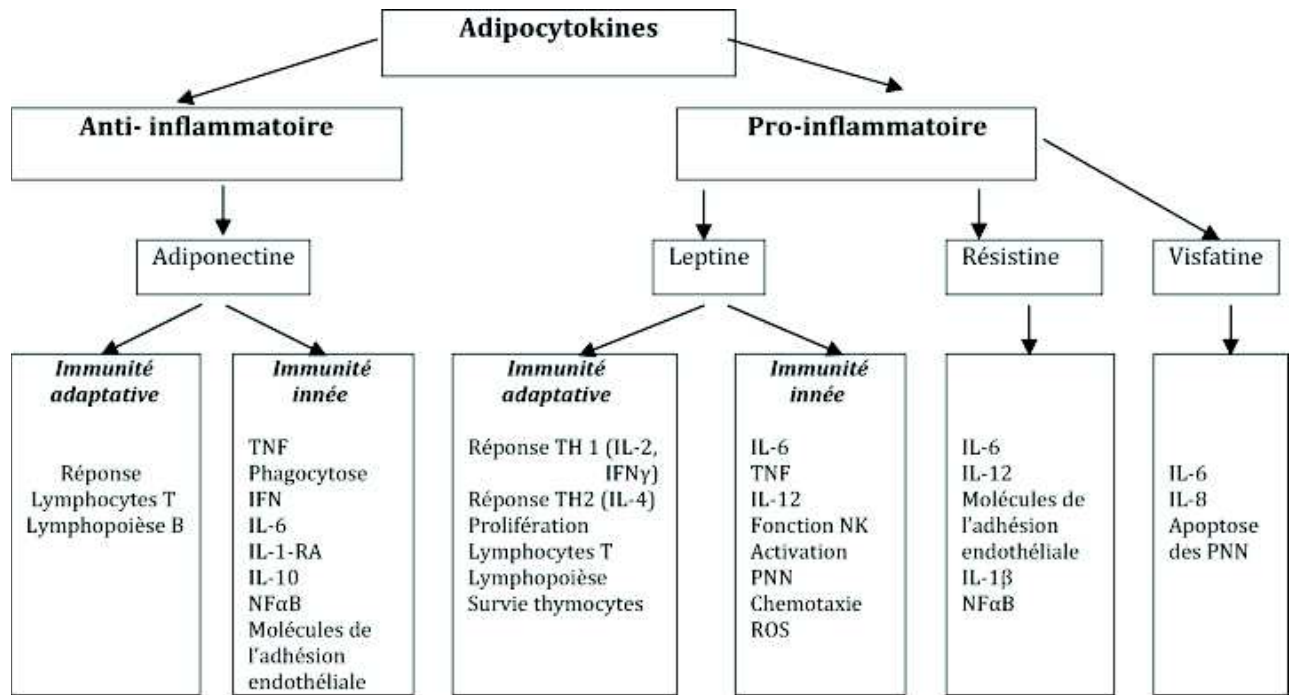 Adipocytokines
Anti- inflammatoire
Pro-inflammatoire
Adiponectine
Leptine
Résistine
Visfatine
Immunité
adaptative
Réponse
Lymphocytes T
Lymphopoièse B
Immunité
innée
TNF
Phagocytose
IFN
IL-6
IL-1-RA
IL-10
NFαB
Molécules de
l'adhésion
endothéliale
Immunité
adaptative
Réponse TH 1 (IL-2,
IFNγ)
Réponse TH2 (IL-4)
Prolifération
Lymphocytes T
Lymphopoièse
Survie thymocytes
Immunité
innée
IL-6
TNF
IL-12
Fonction NK
Activation
PNN
Chemotaxie
ROS
IL-6
IL-12
Molécules de
l'adhésion
endothéliale
IL-1β
NFαB
IL-6
IL-8
Apoptose
des PNN